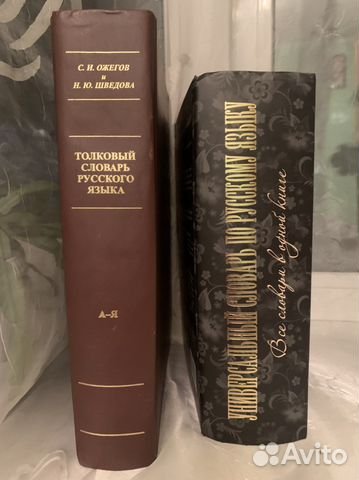 С. И. ОЖЕГОВ
и
Н. Ю. ШВЕДОВА
ТОЛКОВЫЙ
СЛОВАРЬ
РУССКОГО
ЯЗЫКА
А–Я
УНИВЕРСАЛЬНЫЙ СЛОВАРЬ ПО РУССКОМУ ЯЗЫКУ
Все словари в одной книге
Avito